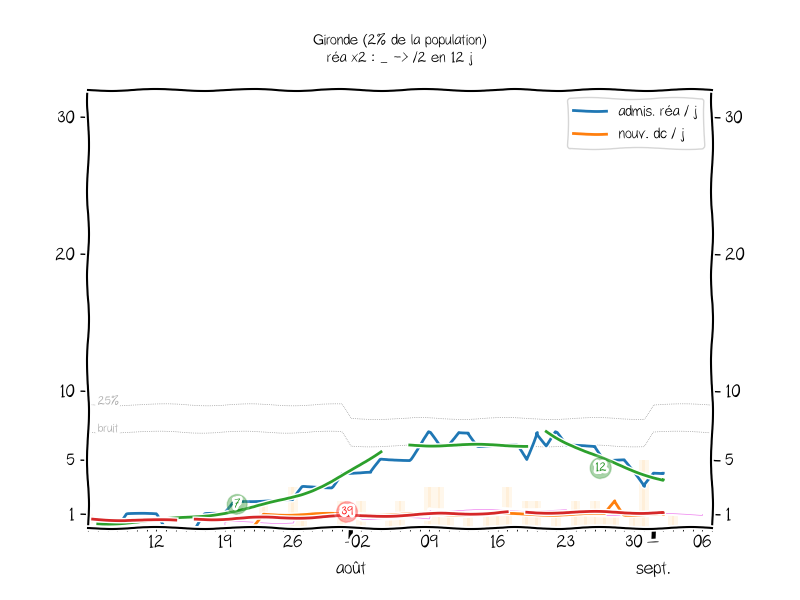 Gironde (2% de la population)
réa x2 : _ -> /2 en 12 j
admis. réa / j
nouv. dc / j
30
30
20
20
10
10
25%
bruit
5
5
12
7
39
1
1
12 19 26 02 09 16 23 30 06
août sept.